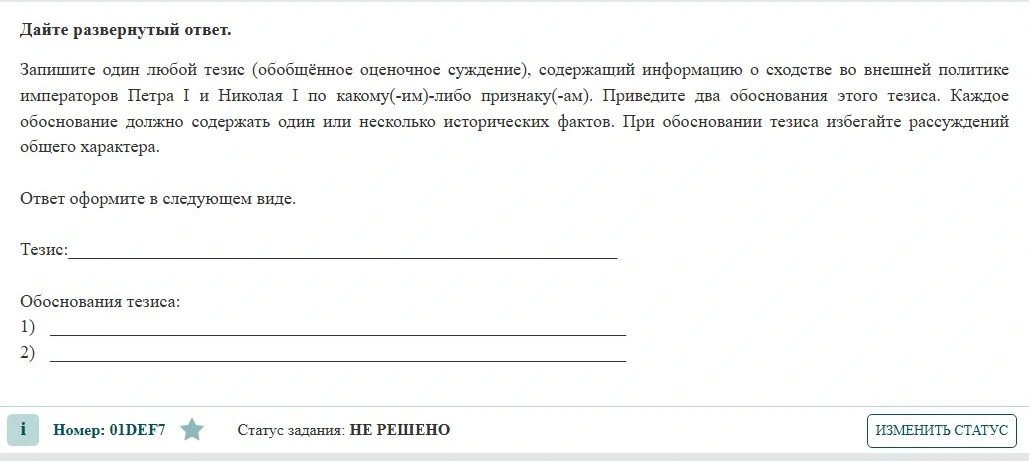 Дайте развернутый ответ.
Запишите один любой тезис (обобщённое оценочное суждение), содержащий информацию о сходстве во внешней политике
императоров Петра I и Николая I по какому(-им)-либо признаку(-ам). Приведите два обоснования этого тезиса. Каждое
обоснование должно содержать один или несколько исторических фактов. При обосновании тезиса избегайте рассуждений
общего характера.
Ответ оформите в следующем виде.
Тезис:
Обоснования тезиса:
1)
2)
i Номер: 01DEF7 Статус задания: НЕ РЕШЕНО ИЗМЕНИТЬ СТАТУС